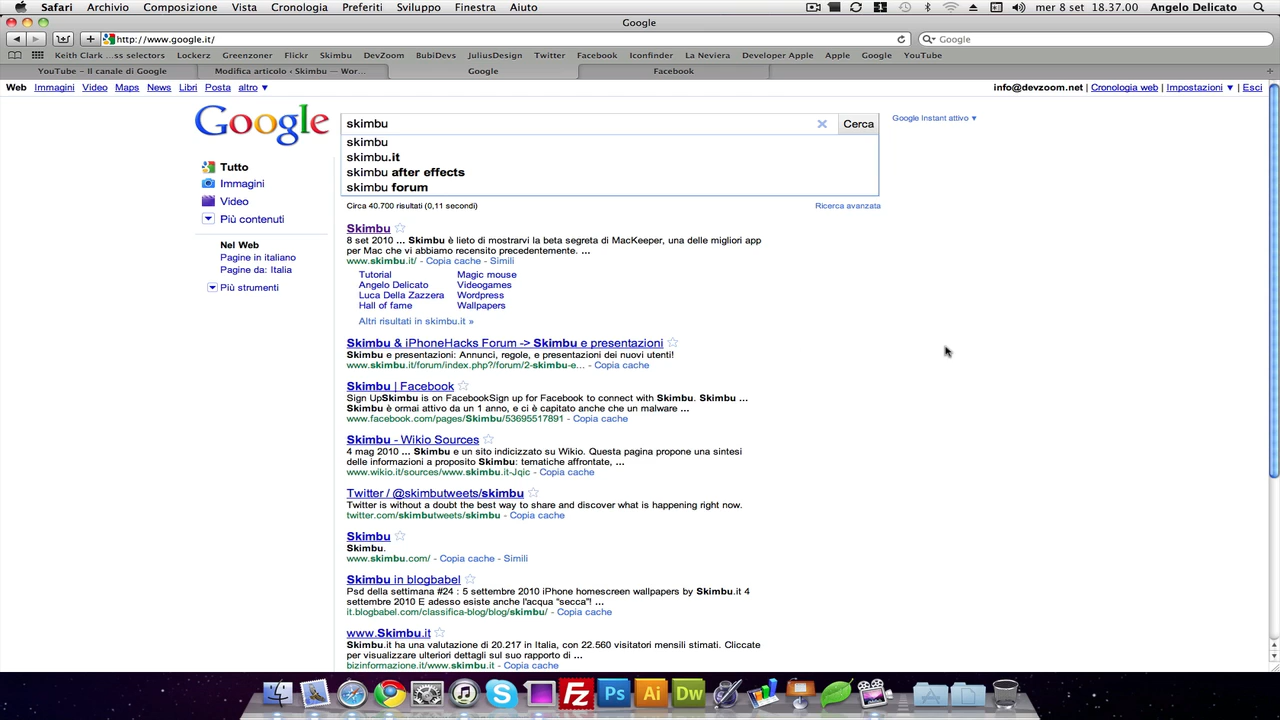 Safari Archivio Composizione Vista Cronologia Preferiti Sviluppo Finestra Aiuto mer 8 set 18.37.00 Angelo Delicato
Google
http://www.google.it/ Google
Keith Clark ...ss selectors Lockerz Greenzoner Flickr Skimbu DevZoom BubiDevs JuliusDesign Twitter Facebook Iconfinder La Neviera Developer Apple Apple Google YouTube
YouTube - Il canale di Google Modifica articolo ‹ Skimbu — Wor... Google Facebook
Web Immagini Video Maps News Libri Posta altro ▼ info@devzoom.net | Cronologia web | Impostazioni ▼ | Esci
Google skimbu Cerca Google Instant attivo ▼
skimbu
skimbu.it
skimbu after effects
skimbu forum
Tutto
Immagini
Video
Più contenuti
Nel Web
Pagine in italiano
Pagine da: Italia
Più strumenti
Circa 40.700 risultati (0,11 secondi) Ricerca avanzata
Skimbu
8 set 2010 ... Skimbu è lieto di mostrarvi la beta segreta di MacKeeper, una delle migliori app
per Mac che vi abbiamo recensito precedentemente. ...
www.skimbu.it/ - Copia cache - Simili
Tutorial Magic mouse
Angelo Delicato Videogames
Luca Della Zazzera Wordpress
Hall of fame Wallpapers
Altri risultati in skimbu.it »
Skimbu & iPhoneHacks Forum -> Skimbu e presentazioni
Skimbu e presentazioni: Annunci, regole, e presentazioni dei nuovi utenti!
www.skimbu.it/forum/index.php?/forum/2-skimbu-e... - Copia cache
Skimbu | Facebook
Sign UpSkimbu is on FacebookSign up for Facebook to connect with Skimbu. Skimbu ...
Skimbu è ormai attivo da un 1 anno, e ci è capitato anche che un malware ...
www.facebook.com/pages/Skimbu/53695517891 - Copia cache
Skimbu - Wikio Sources
4 mag 2010 ... Skimbu e un sito indicizzato su Wikio. Questa pagina propone una sintesi
delle informazioni a proposito Skimbu: tematiche affrontate, ...
www.wikio.it/sources/www.skimbu.it-Jqic - Copia cache
Twitter / @skimbutweets/skimbu
Twitter is without a doubt the best way to share and discover what is happening right now.
twitter.com/skimbutweets/skimbu - Copia cache
Skimbu
Skimbu.
www.skimbu.com/ - Copia cache - Simili
Skimbu in blogbabel
Psd della settimana #24 : 5 settembre 2010 iPhone homescreen wallpapers by Skimbu.it 4
settembre 2010 E adesso esiste anche l'acqua "secca"! ...
it.blogbabel.com/classifica-blog/blog/skimbu/ - Copia cache
www.Skimbu.it
Skimbu.it ha una valutazione di 20.217 in Italia, con 22.560 visitatori mensili stimati. Cliccate
per visualizzare ulteriori dettagli sul suo rapporto di ...
bizinformazione.it/www.skimbu.it - Copia cache
Fz Ps Ai Dw